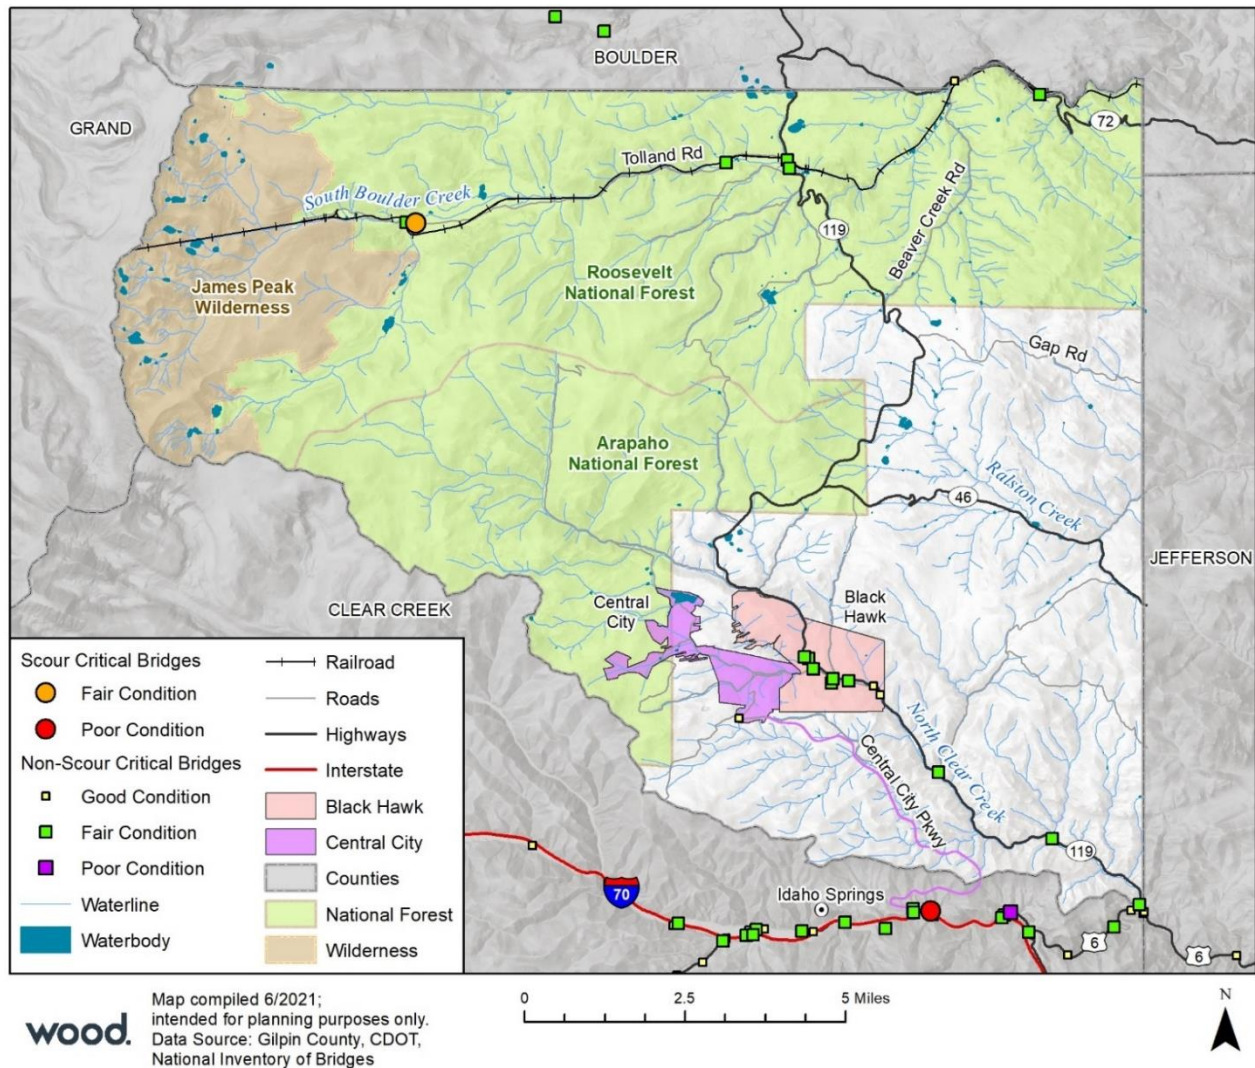 BOULDER
GRAND
72
Tolland Rd
South Boulder Creek
Beaver Creek Rd
119
James Peak
Wilderness
Roosevelt
National Forest
Gap Rd
Arapaho
National Forest
Ralston Creek
46
JEFFERSON
CLEAR CREEK
Central
City
Black
Hawk
North Clear Creek
Central City Pkwy
119
Idaho Springs
70
6
6
Scour Critical Bridges
Fair Condition
Poor Condition
Non-Scour Critical Bridges
Good Condition
Fair Condition
Poor Condition
Waterline
Waterbody
Railroad
Roads
Highways
Interstate
Black Hawk
Central City
Counties
National Forest
Wilderness
wood.
Map compiled 6/2021;
intended for planning purposes only.
Data Source: Gilpin County, CDOT,
National Inventory of Bridges
0 2.5 5 Miles
N